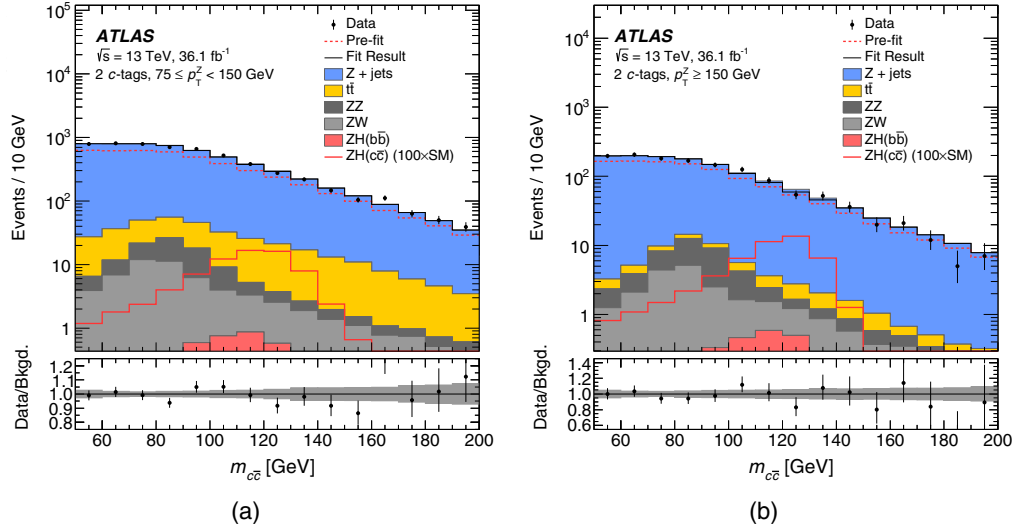 ATLAS
√s = 13 TeV, 36.1 fb⁻¹
2 c-tags, 75 ≤ p_T^Z < 150 GeV
Data
Pre-fit
Fit Result
Z + jets
tt̄
ZZ
ZW
ZH(bb̄)
ZH(cc̄) (100×SM)
Events / 10 GeV
10⁵
10⁴
10³
10²
10
1
Data/Bkgd.
1.2
1.1
1.0
0.9
0.8
60 80 100 120 140 160 180 200
m_cc̄ [GeV]
(a)
ATLAS
√s = 13 TeV, 36.1 fb⁻¹
2 c-tags, p_T^Z ≥ 150 GeV
Data
Pre-fit
Fit Result
Z + jets
tt̄
ZZ
ZW
ZH(bb̄)
ZH(cc̄) (100×SM)
Events / 10 GeV
10⁴
10³
10²
10
1
Data/Bkgd.
1.4
1.2
1.0
0.8
0.6
60 80 100 120 140 160 180 200
m_cc̄ [GeV]
(b)